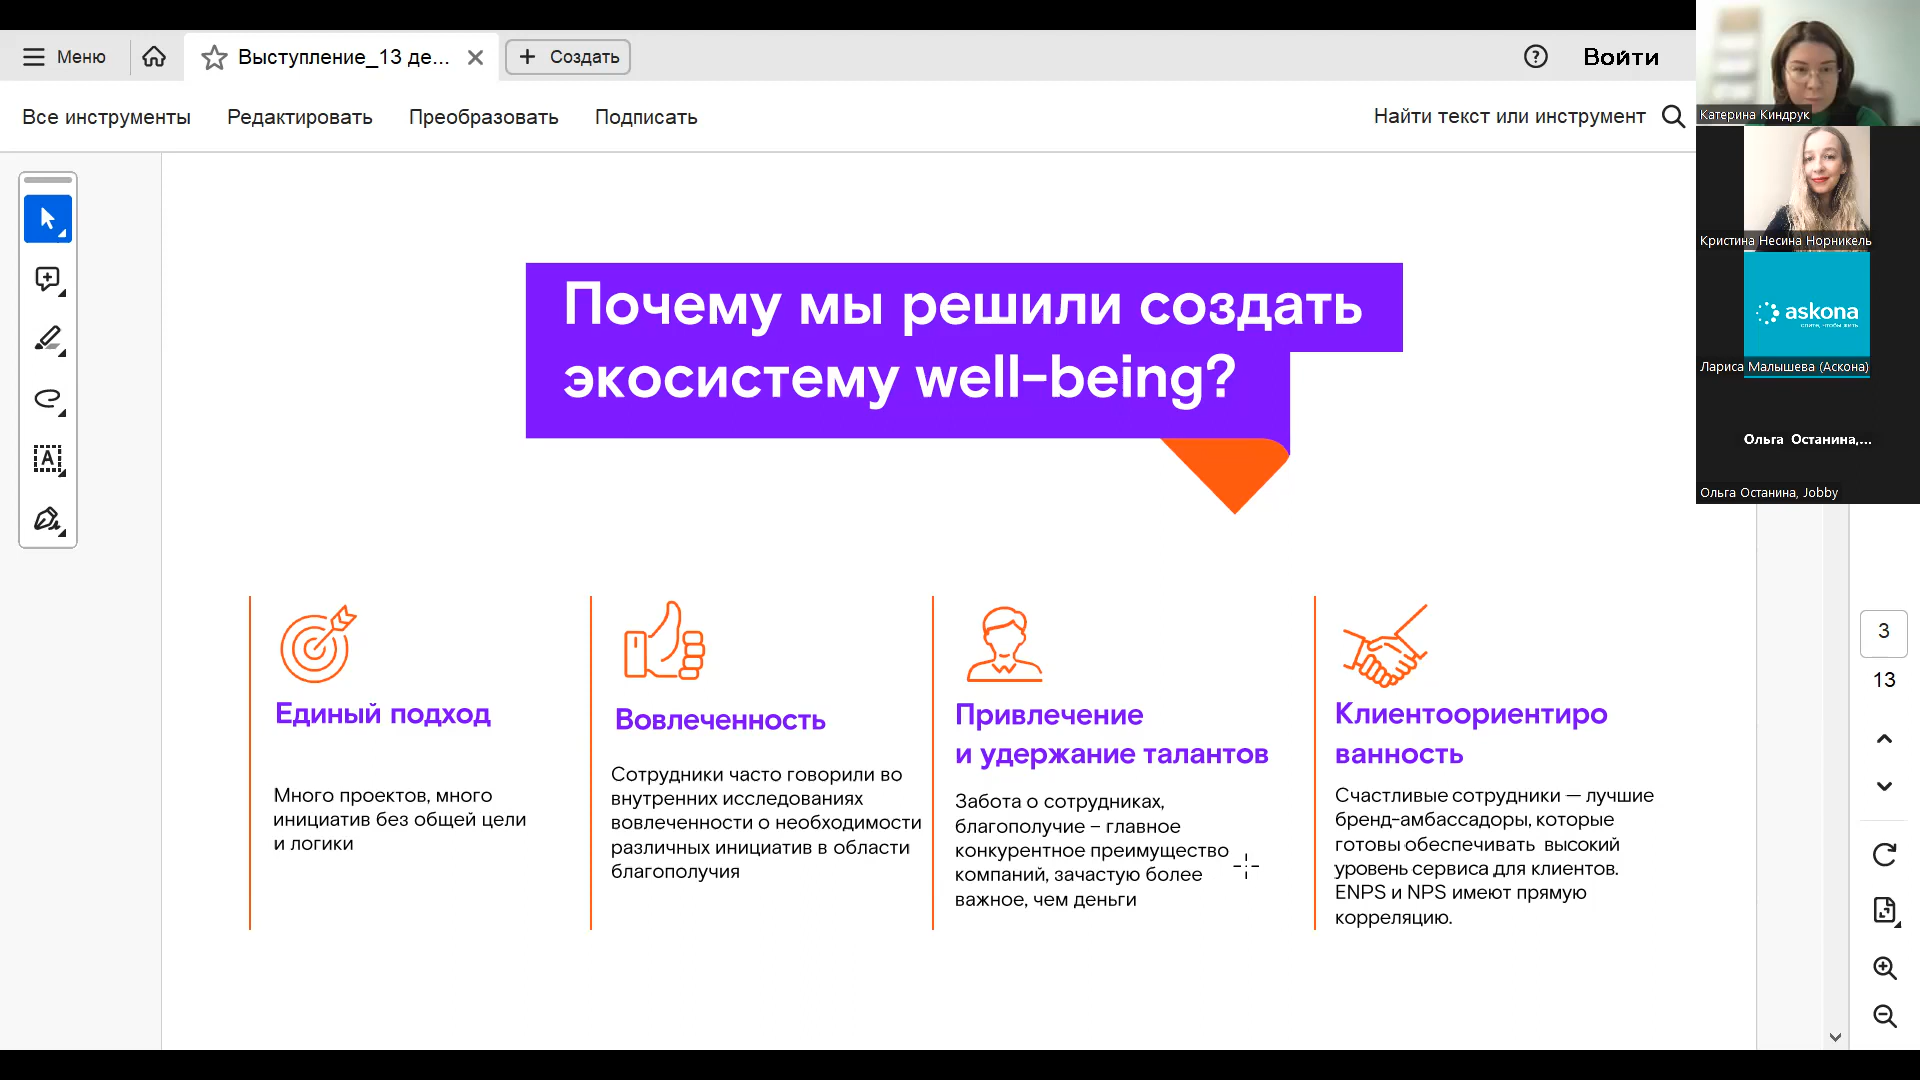 Меню
Выступление_13 де...
Создать
Войти
Все инструменты
Редактировать
Преобразовать
Подписать
Найти текст или инструмент
Почему мы решили создать
экосистему well-being?
Единый подход
Много проектов, много
инициатив без общей цели
и логики
Вовлеченность
Сотрудники часто говорили во
внутренних исследованиях
вовлеченности о необходимости
различных инициатив в области
благополучия
Привлечение
и удержание талантов
Забота о сотрудниках,
благополучие – главное
конкурентное преимущество
компаний, зачастую более
важное, чем деньги
Клиентоориентиро
ванность
Счастливые сотрудники — лучшие
бренд-амбассадоры, которые
готовы обеспечивать высокий
уровень сервиса для клиентов.
ENPS и NPS имеют прямую
корреляцию.
Катерина Киндрук
Кристина Несина Норникель
askona
спите, чтобы жить
Лариса Малышева (Аскона)
Ольга Останина,...
Ольга Останина, Jobby
3
13